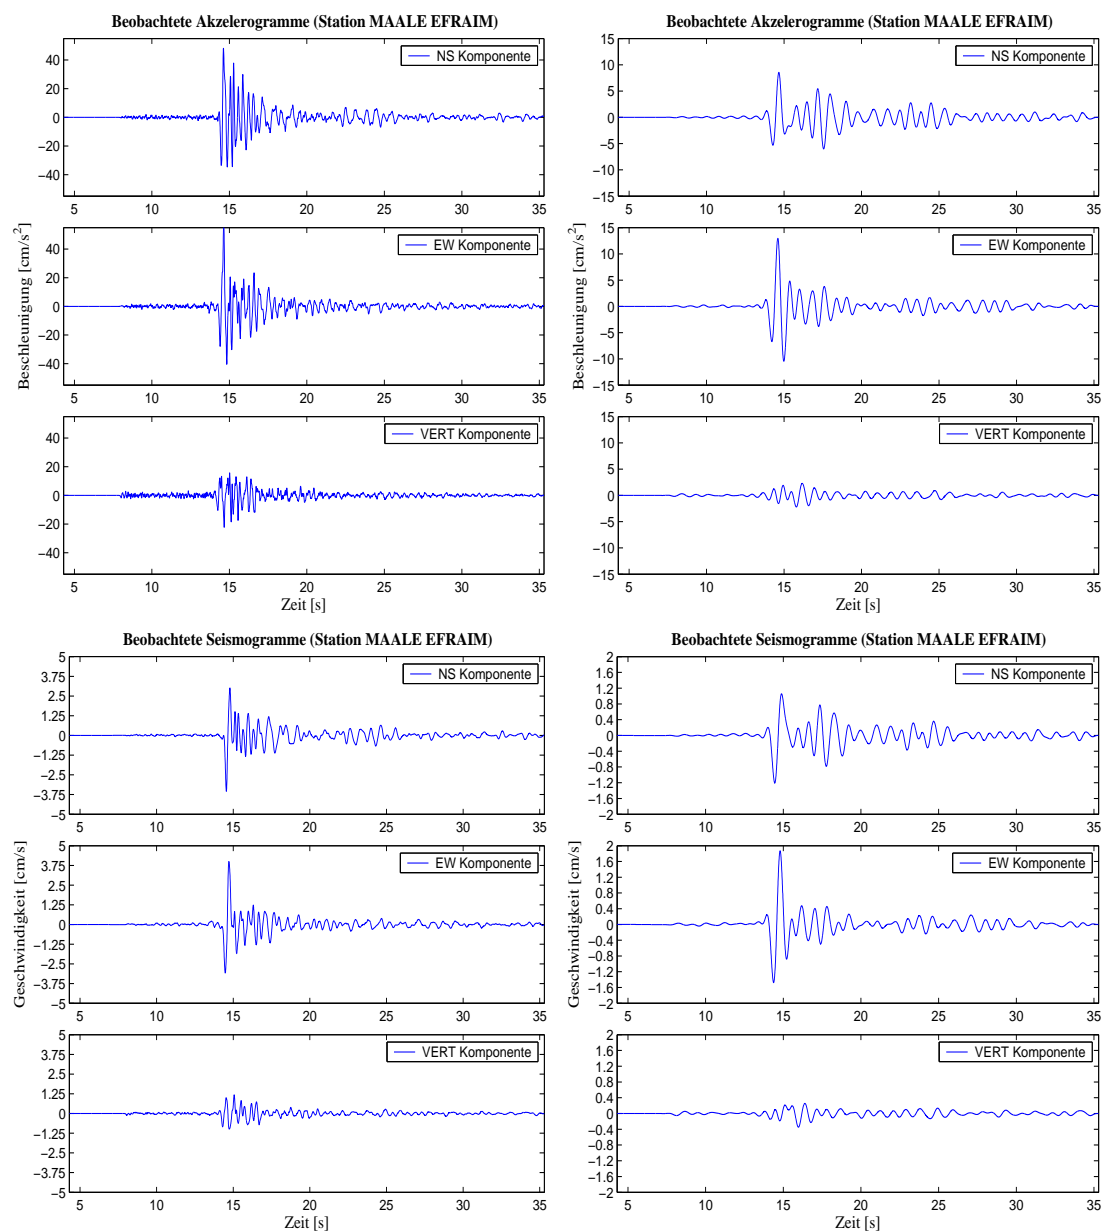 Beobachtete Akzelerogramme (Station MAALE EFRAIM)
NS Komponente
40
20
0
−20
−40
5 10 15 20 25 30 35
EW Komponente
40
20
0
−20
−40
5 10 15 20 25 30 35
VERT Komponente
40
20
0
−20
−40
5 10 15 20 25 30 35
Beschleunigung [cm/s²]
Zeit [s]
Beobachtete Akzelerogramme (Station MAALE EFRAIM)
NS Komponente
15
10
5
0
−5
−10
−15
5 10 15 20 25 30 35
EW Komponente
15
10
5
0
−5
−10
−15
5 10 15 20 25 30 35
VERT Komponente
15
10
5
0
−5
−10
−15
5 10 15 20 25 30 35
Beschleunigung [cm/s²]
Zeit [s]
Beobachtete Seismogramme (Station MAALE EFRAIM)
NS Komponente
5
3.75
2.5
1.25
0
−1.25
−2.5
−3.75
−5
5 10 15 20 25 30 35
EW Komponente
5
3.75
2.5
1.25
0
−1.25
−2.5
−3.75
−5
5 10 15 20 25 30 35
VERT Komponente
5
3.75
2.5
1.25
0
−1.25
−2.5
−3.75
−5
5 10 15 20 25 30 35
Geschwindigkeit [cm/s]
Zeit [s]
Beobachtete Seismogramme (Station MAALE EFRAIM)
NS Komponente
2
1.6
1.2
0.8
0.4
0
−0.4
−0.8
−1.2
−1.6
−2
5 10 15 20 25 30 35
EW Komponente
2
1.6
1.2
0.8
0.4
0
−0.4
−0.8
−1.2
−1.6
−2
5 10 15 20 25 30 35
VERT Komponente
2
1.6
1.2
0.8
0.4
0
−0.4
−0.8
−1.2
−1.6
−2
5 10 15 20 25 30 35
Geschwindigkeit [cm/s]
Zeit [s]